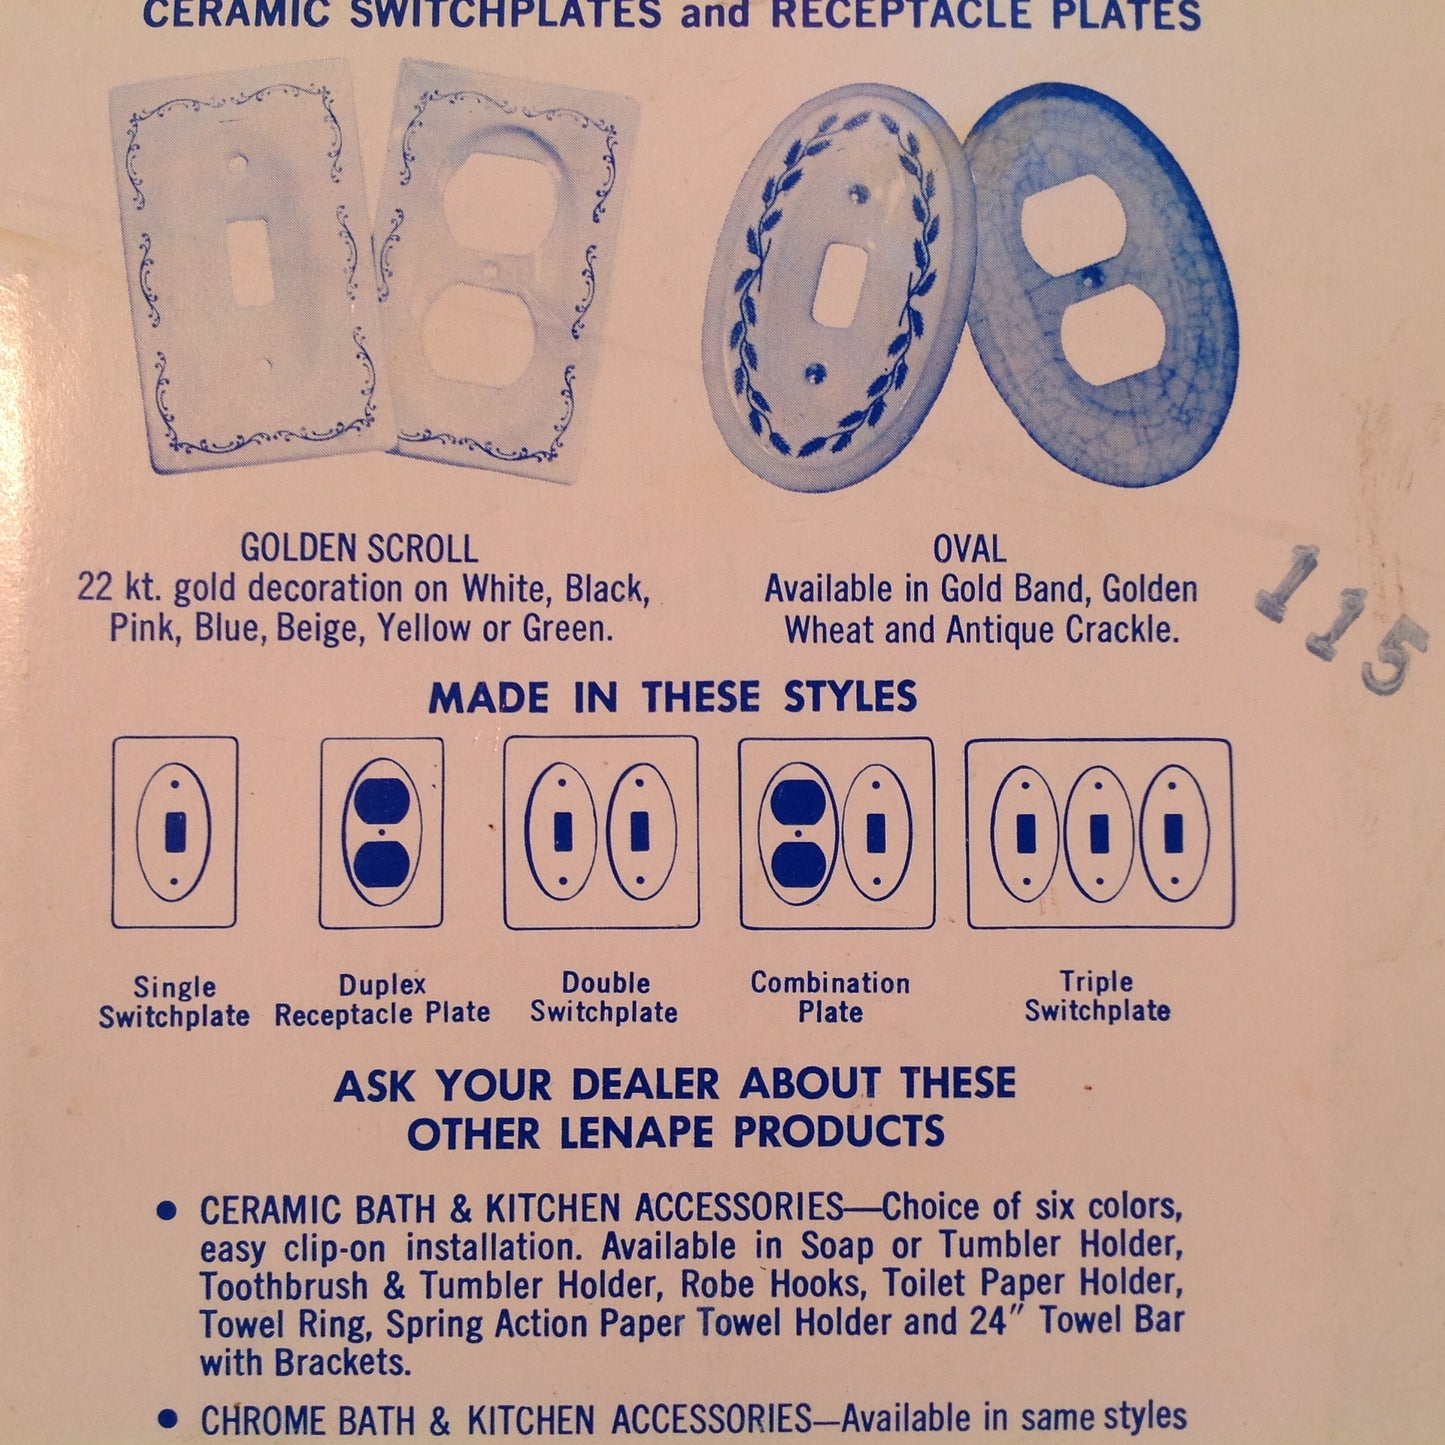 CERAMIC SWITCHPLATES and RECEPTACLE PLATES
GOLDEN SCROLL
22 kt. gold decoration on White, Black,
Pink, Blue, Beige, Yellow or Green.
OVAL
Available in Gold Band, Golden
Wheat and Antique Crackle.
115
MADE IN THESE STYLES
Single
Switchplate
Duplex
Receptacle Plate
Double
Switchplate
Combination
Plate
Triple
Switchplate
ASK YOUR DEALER ABOUT THESE
OTHER LENAPE PRODUCTS
● CERAMIC BATH & KITCHEN ACCESSORIES—Choice of six colors,
easy clip-on installation. Available in Soap or Tumbler Holder,
Toothbrush & Tumbler Holder, Robe Hooks, Toilet Paper Holder,
Towel Ring, Spring Action Paper Towel Holder and 24″ Towel Bar
with Brackets.
● CHROME BATH & KITCHEN ACCESSORIES—Available in same styles